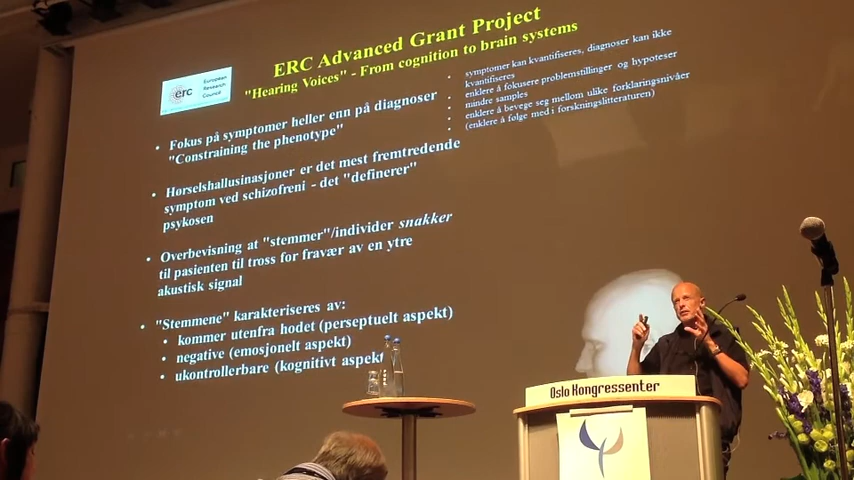 ERC Advanced Grant Project
"Hearing Voices" - From cognition to brain systems
erc
European
Research
Council
• Fokus på symptomer heller enn på diagnoser
"Constraining the phenotype"
• Hørselshallusinasjoner er det mest fremtredende
symptom ved schizofreni - det "definerer"
psykosen
• Overbevisning at "stemmer"/individer snakker
til pasienten til tross for fravær av en ytre
akustisk signal
• "Stemmene" karakteriseres av:
• kommer utenfra hodet (perseptuelt aspekt)
• negative (emosjonelt aspekt)
• ukontrollerbare (kognitivt aspekt
• symptomer kan kvantifiseres, diagnoser kan ikke
kvantifiseres
• enklere å fokusere problemstillinger og hypoteser
• mindre samples
• enklere å bevege seg mellom ulike forklaringsnivåer
• (enklere å følge med i forskningslitteraturen)
Oslo Kongressenter